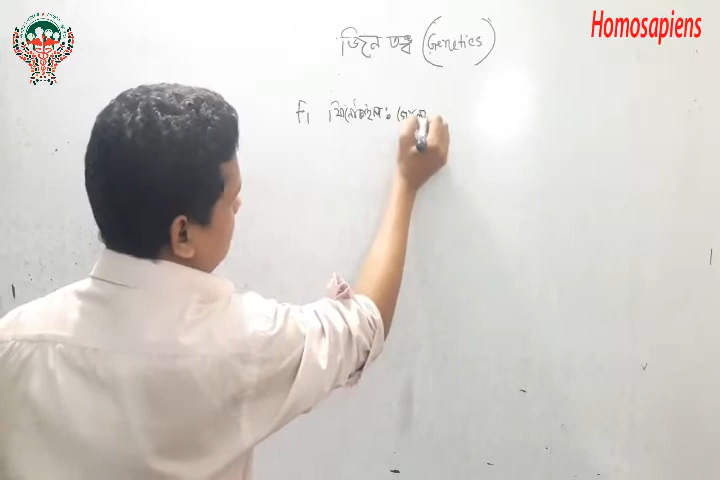 Homosapiens
জিনে তত্ত্ব (Genetics)
F1 ফিনোটাইপ :